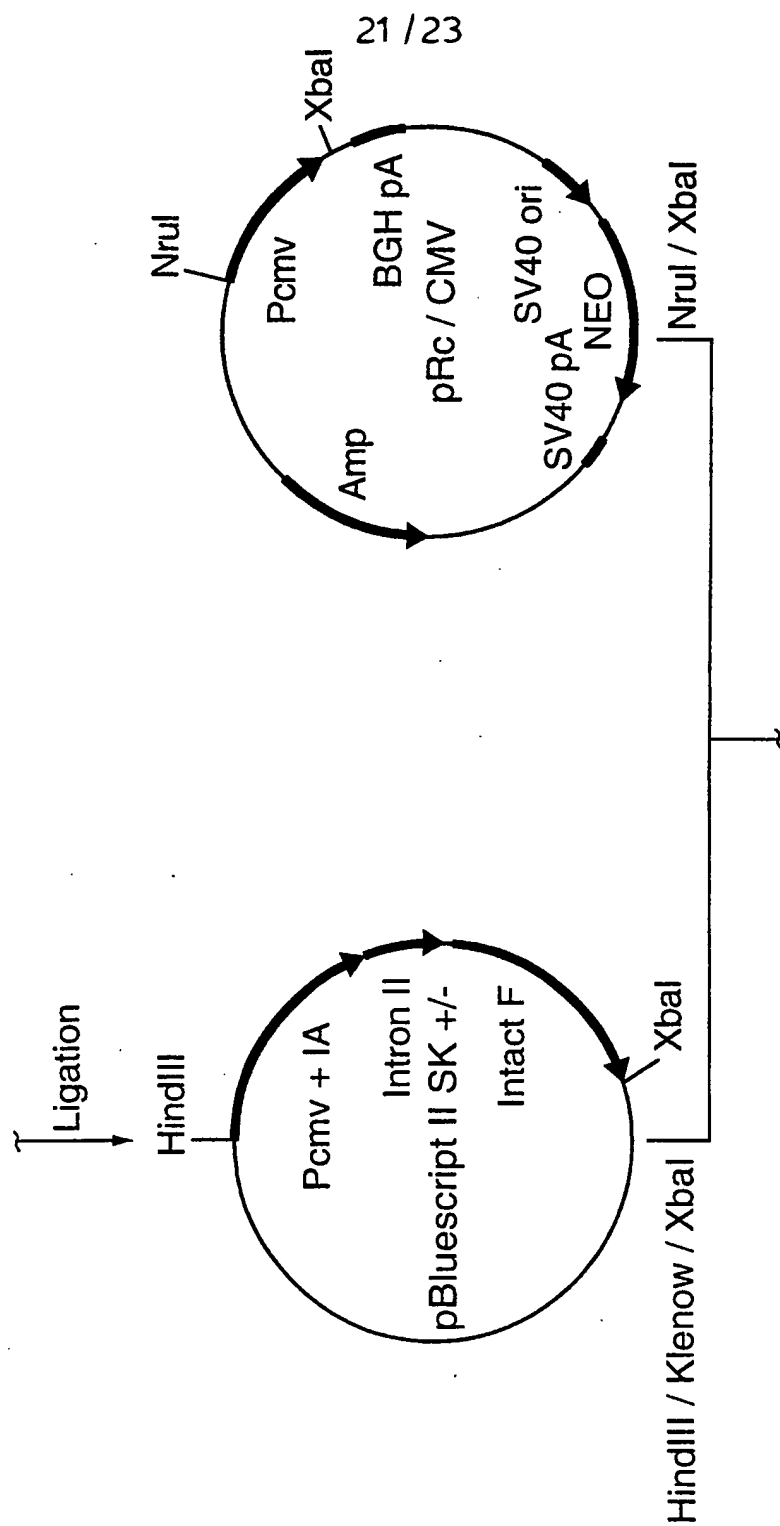 21 / 23
Ligation
HindIII
Pcmv + IA
Intron II
pBluescript II SK +/-
Intact F
XbaI
HindIII / Klenow / XbaI
NruI
XbaI
Pcmv
BGH pA
pRc / CMV
Amp
SV40 ori
SV40 pA
NEO
NruI / XbaI